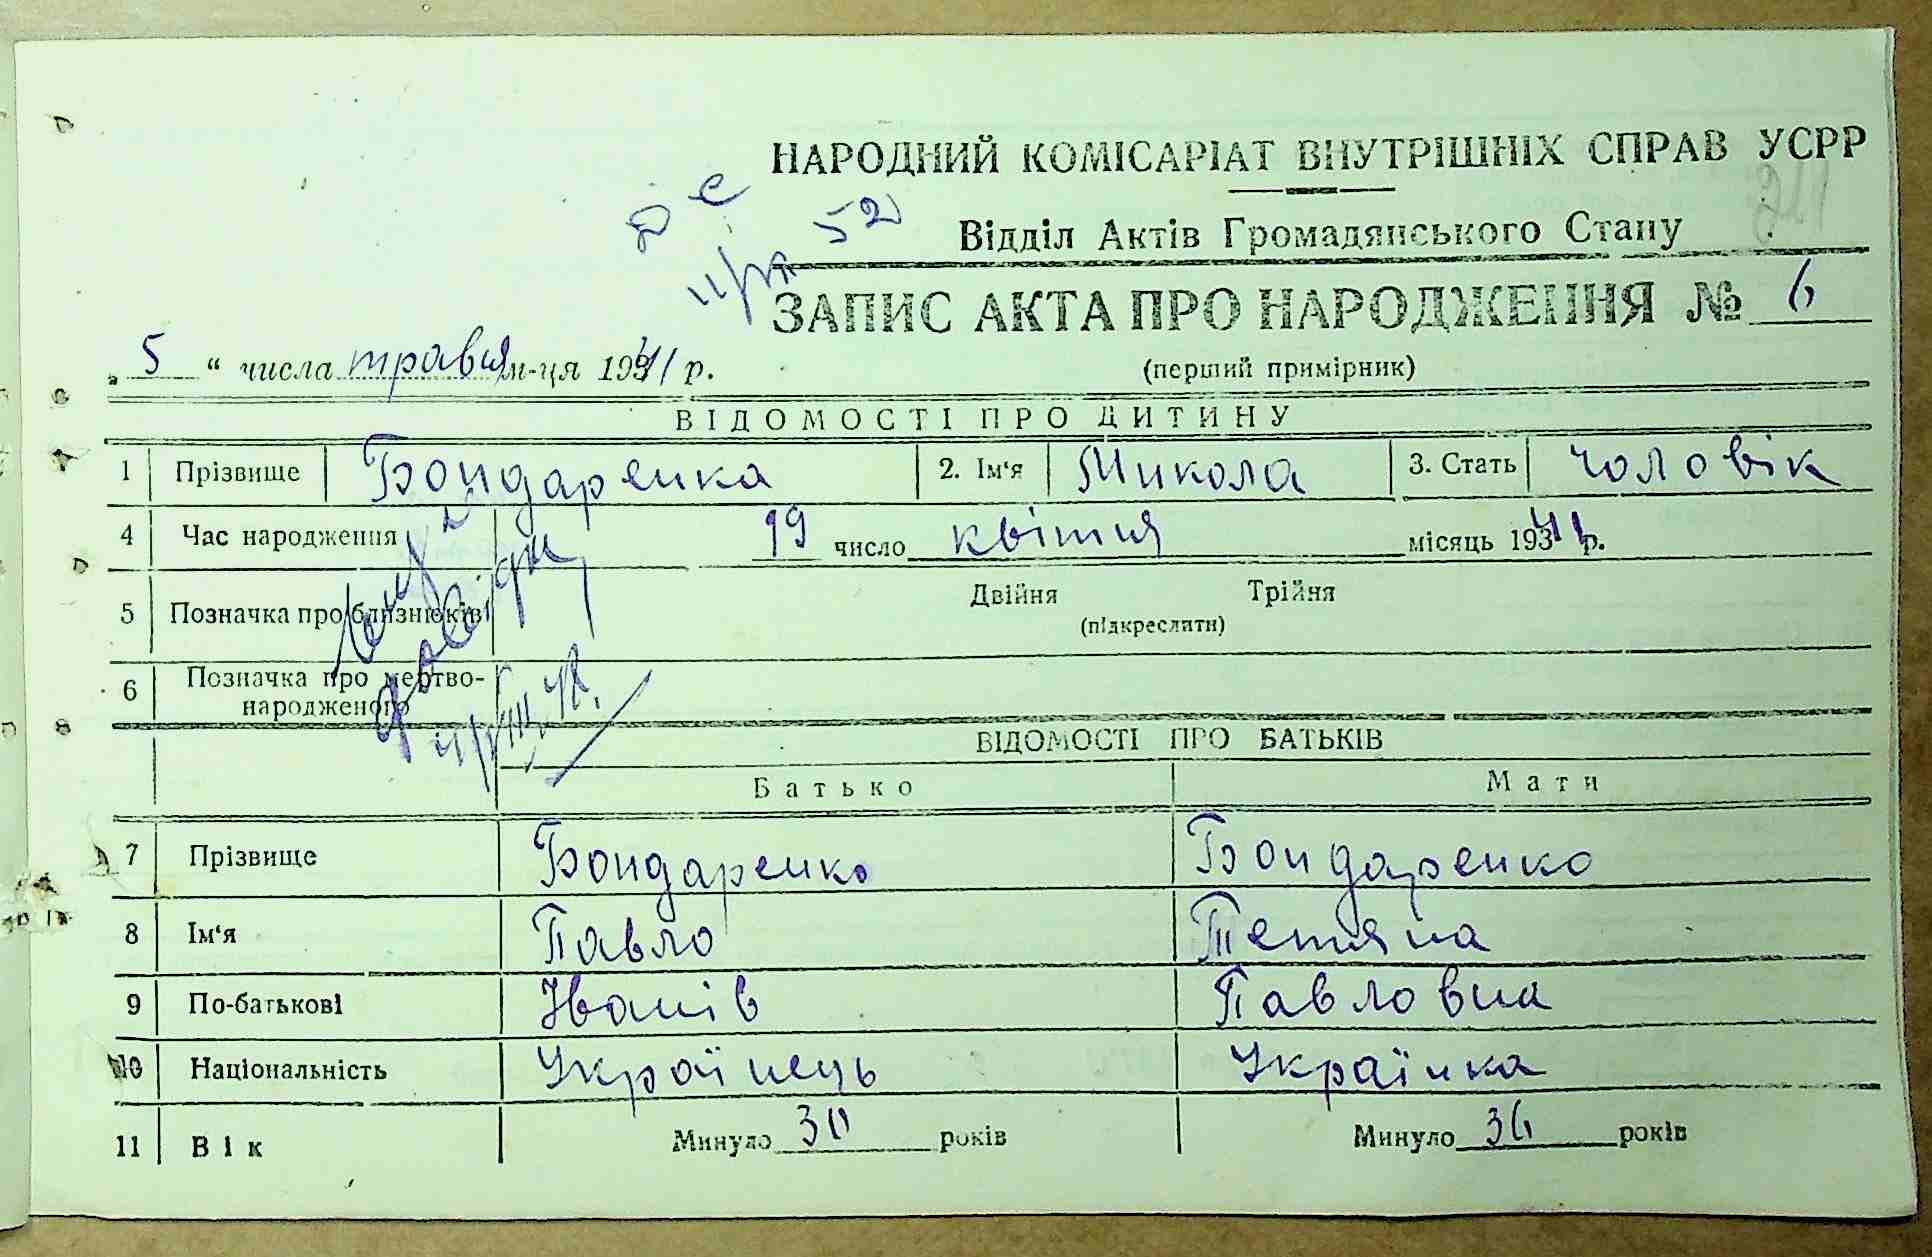 НАРОДНИЙ КОМІСАРІАТ ВНУТРІШНІХ СПРАВ УСРР
Відділ Актів Громадянського Стану
52
ЗАПИС АКТА ПРО НАРОДЖЕННЯ № 6
„ 5 “ числа травня м-ця 1941 р.
(перший примірник)
ВІДОМОСТІ ПРО ДИТИНУ
1 Прізвище Бондаренка 2. Ім‘я Микола 3. Стать чоловік
4 Час народження 19 число квітня місяць 1941 р.
5 Позначка про близнюків Двійня Трійня
(підкреслити)
6 Позначка про мертво-
народженого
ВІДОМОСТІ ПРО БАТЬКІВ
Батько Мати
7 Прізвище Бондаренко Бондаренко
8 Ім‘я Павло Тетяна
9 По-батькові Іванів Павловна
10 Національність Українець Українка
11 Вік Минуло 30 років Минуло 36 років